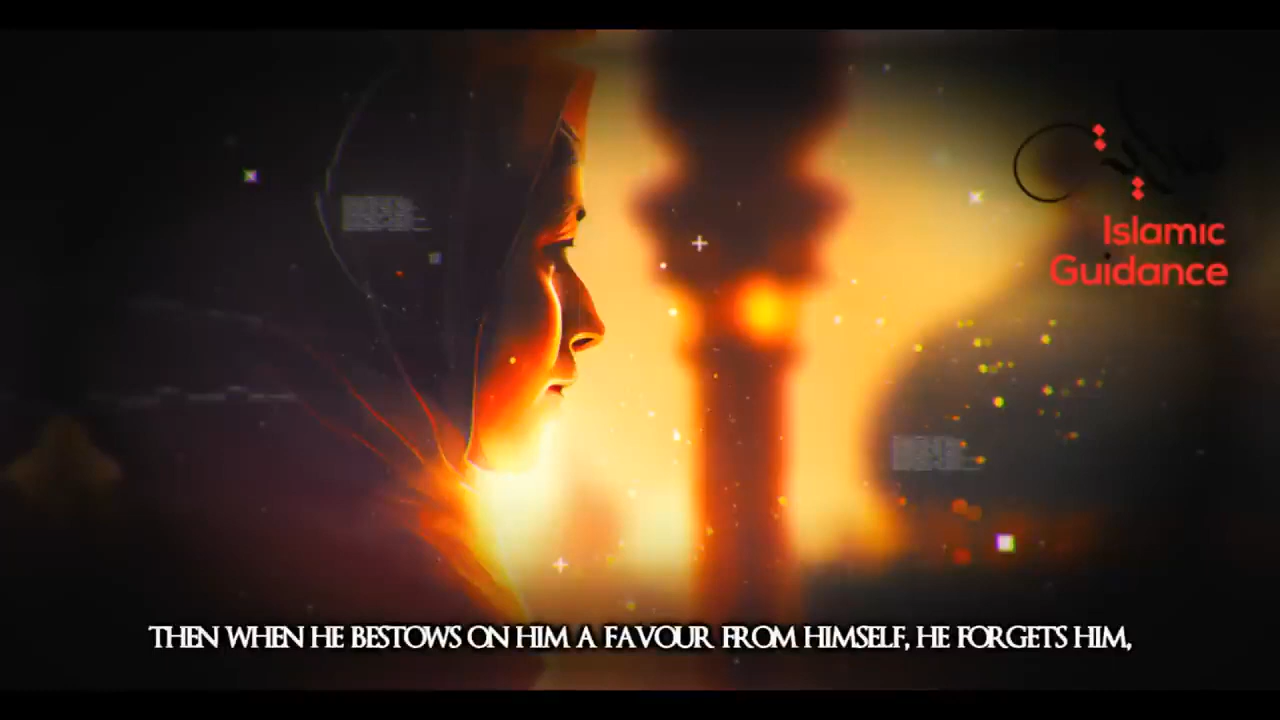 Islamic
Guidance
THEN WHEN HE BESTOWS ON HIM A FAVOUR FROM HIMSELF, HE FORGETS HIM,